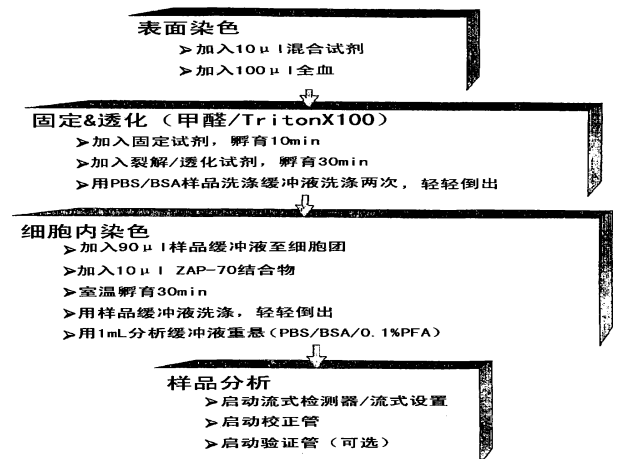 表面染色
➢加入10μl混合试剂
➢加入100μl全血
固定&透化（甲醛/TritonX100）
➢加入固定试剂，孵育10min
➢加入裂解/透化试剂，孵育30min
➢用PBS/BSA样品洗涤缓冲液洗涤两次，轻轻倒出
细胞内染色
➢加入90μl样品缓冲液至细胞团
➢加入10μl ZAP-70结合物
➢室温孵育30min
➢用样品缓冲液洗涤，轻轻倒出
➢用1mL分析缓冲液重悬（PBS/BSA/0.1%PFA）
样品分析
➢启动流式检测器/流式设置
➢启动校正管
➢启动验证管（可选）